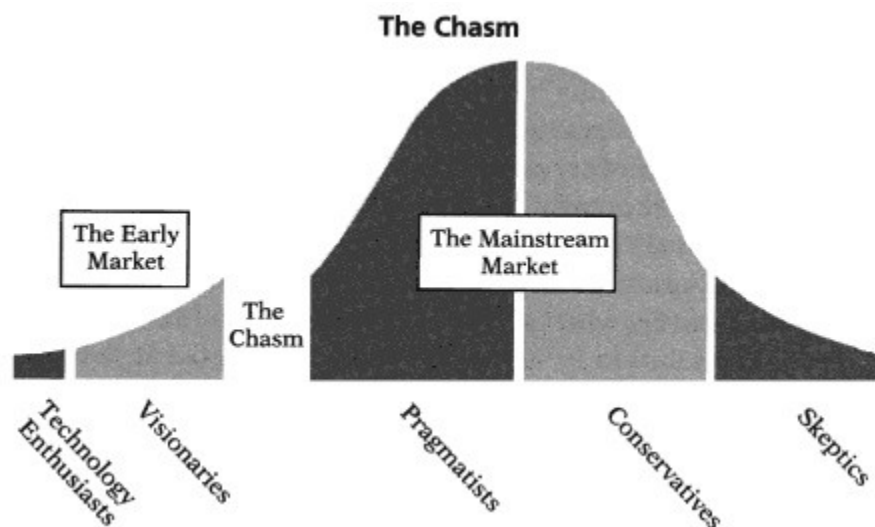 The Chasm
The Early
Market
The Mainstream
Market
The
Chasm
Technology
Enthusiasts
Visionaries
Pragmatists
Conservatives
Skeptics